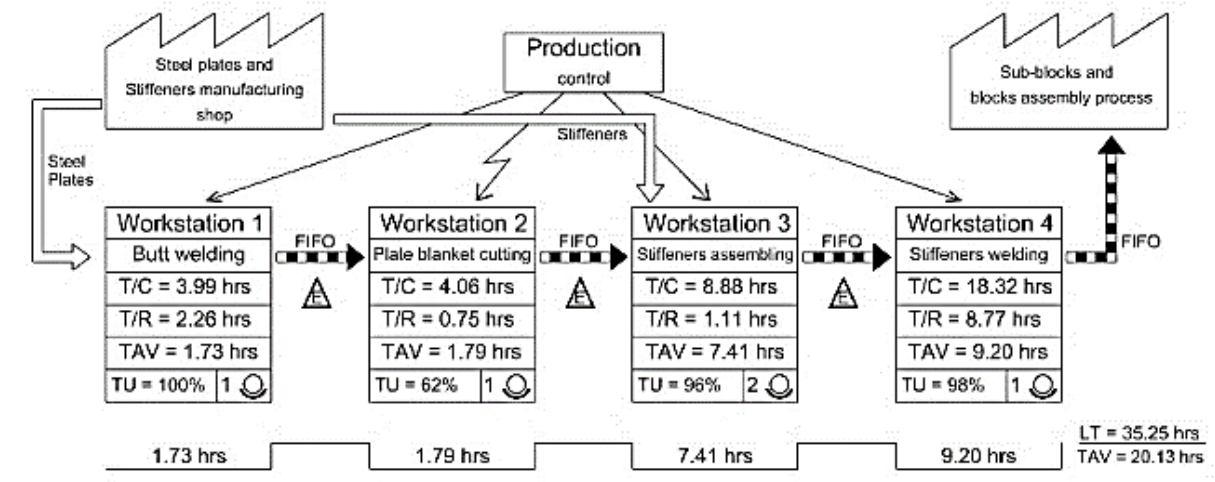 Steel plates and
Stiffeners manufacturing
shop
Production
control
Sub-blocks and
blocks assembly process
Stiffeners
Steel
Plates
Workstation 1
Butt welding
T/C = 3.99 hrs
T/R = 2.26 hrs
TAV = 1.73 hrs
TU = 100% 1
FIFO
E
Workstation 2
Plate blanket cutting
T/C = 4.06 hrs
T/R = 0.75 hrs
TAV = 1.79 hrs
TU = 62% 1
FIFO
E
Workstation 3
Stiffeners assembling
T/C = 8.88 hrs
T/R = 1.11 hrs
TAV = 7.41 hrs
TU = 96% 2
FIFO
E
Workstation 4
Stiffeners welding
T/C = 18.32 hrs
T/R = 8.77 hrs
TAV = 9.20 hrs
TU = 98% 1
FIFO
1.73 hrs
1.79 hrs
7.41 hrs
9.20 hrs
LT = 35.25 hrs
TAV = 20.13 hrs